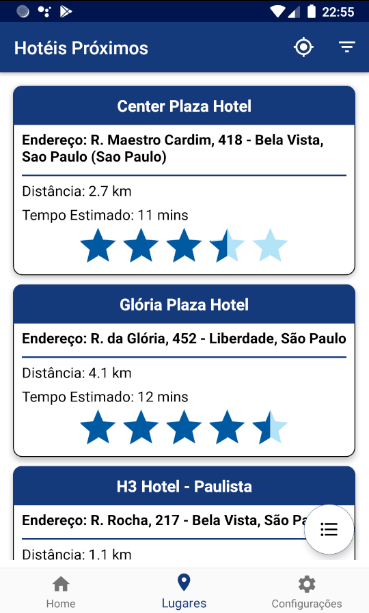 22:55
Hotéis Próximos
Center Plaza Hotel
Endereço: R. Maestro Cardim, 418 - Bela Vista,
Sao Paulo (Sao Paulo)
Distância: 2.7 km
Tempo Estimado: 11 mins
Glória Plaza Hotel
Endereço: R. da Glória, 452 - Liberdade, São Paulo
Distância: 4.1 km
Tempo Estimado: 12 mins
H3 Hotel - Paulista
Endereço: R. Rocha, 217 - Bela Vista, São
Distância: 1.1 km
Home
Lugares
Configurações